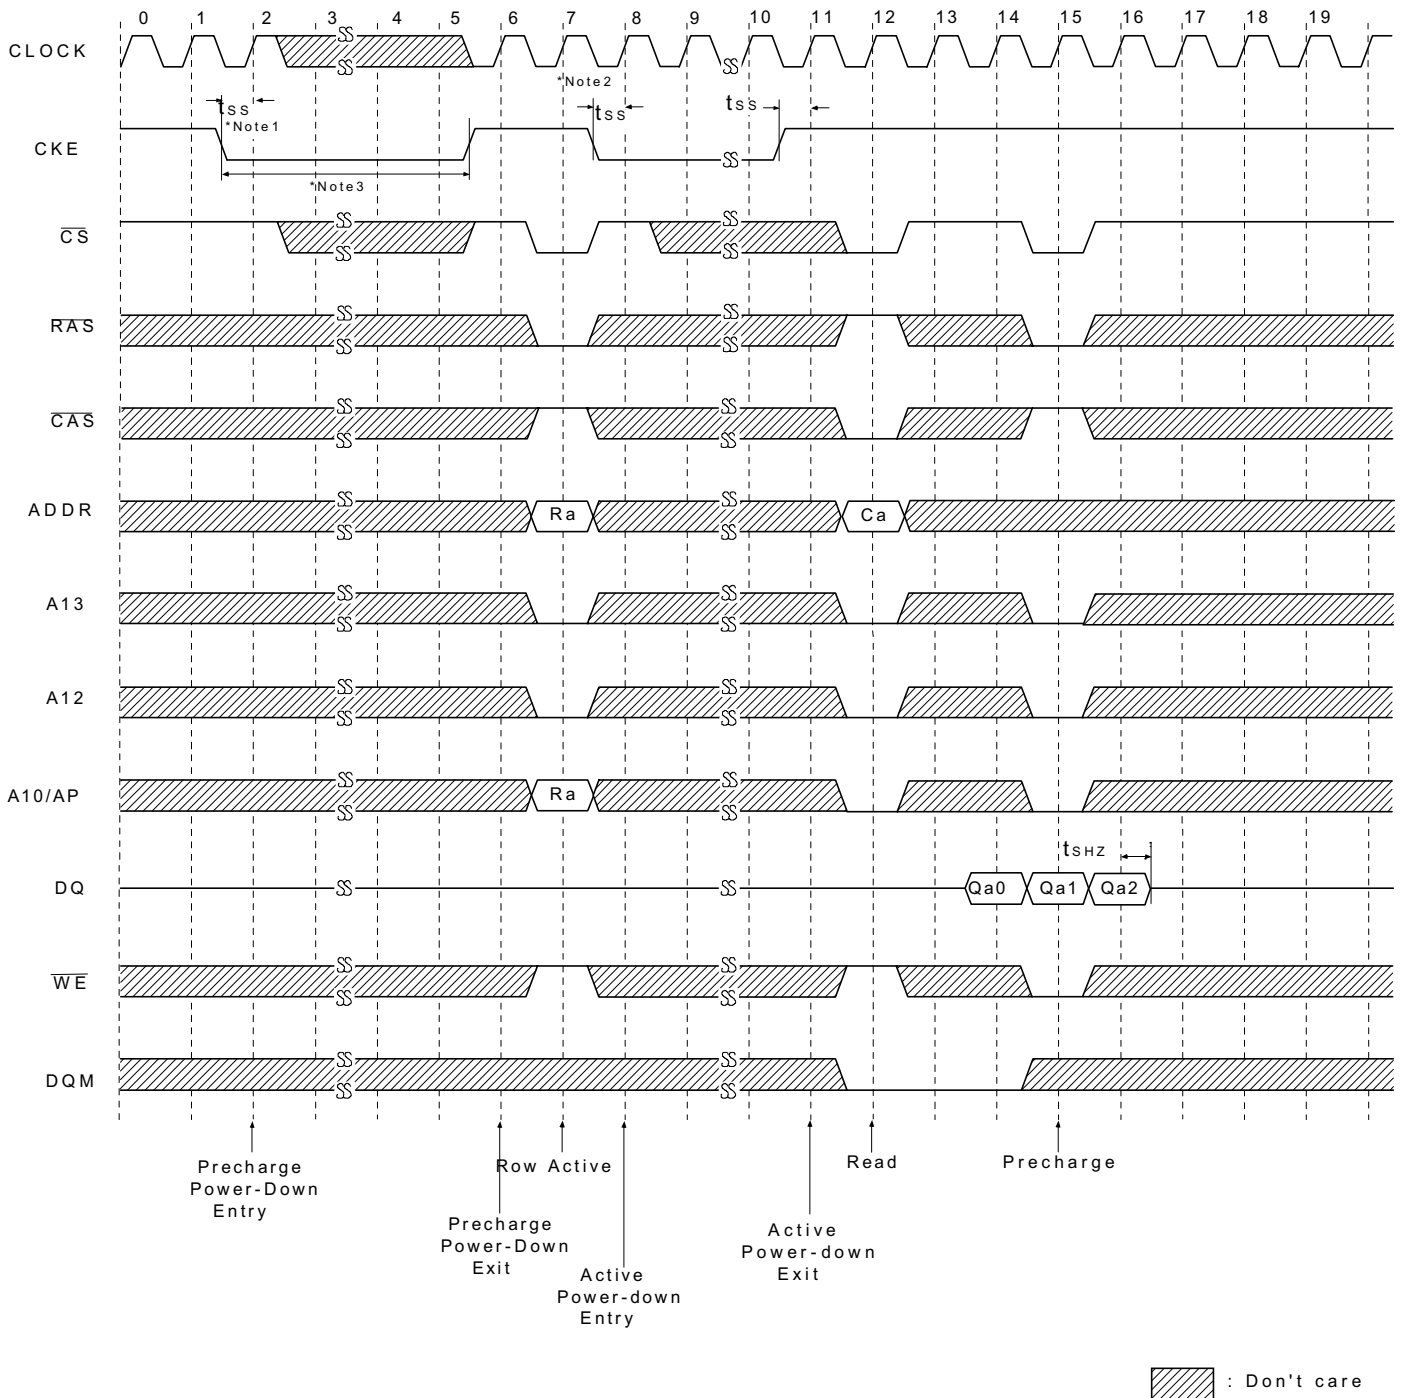 0 1 2 3 4 5 6 7 8 9 10 11 12 13 14 15 16 17 18 19
CLOCK
*Note2
tSS
tSS
tSS
*Note1
CKE
*Note3
CS
RAS
CAS
ADDR
Ra
Ca
A13
A12
A10/AP
Ra
tSHZ
DQ
Qa0
Qa1
Qa2
WE
DQM
Precharge
Power-Down
Entry
Row Active
Read
Precharge
Precharge
Power-Down
Exit
Active
Power-down
Exit
Active
Power-down
Entry
: Don't care